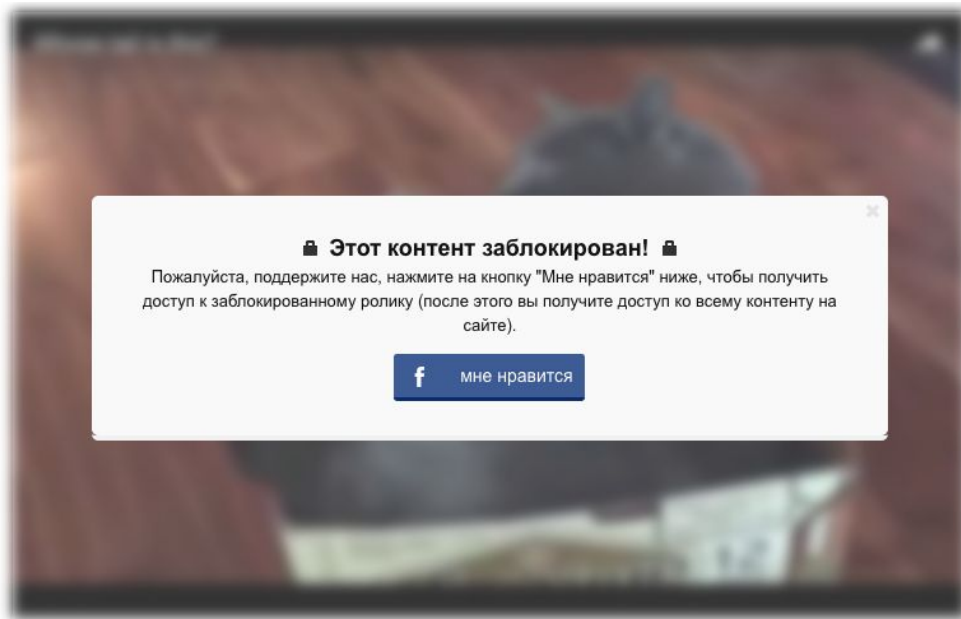 Этот контент заблокирован!
Пожалуйста, поддержите нас, нажмите на кнопку "Мне нравится" ниже, чтобы получить
доступ к заблокированному ролику (после этого вы получите доступ ко всему контенту на
сайте).
f мне нравится